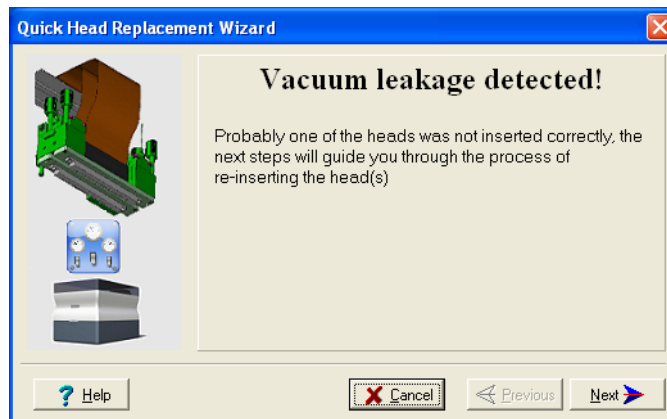 Quick Head Replacement Wizard
Vacuum leakage detected!
Probably one of the heads was not inserted correctly, the
next steps will guide you through the process of
re-inserting the head(s)
? Help
Cancel
Previous
Next